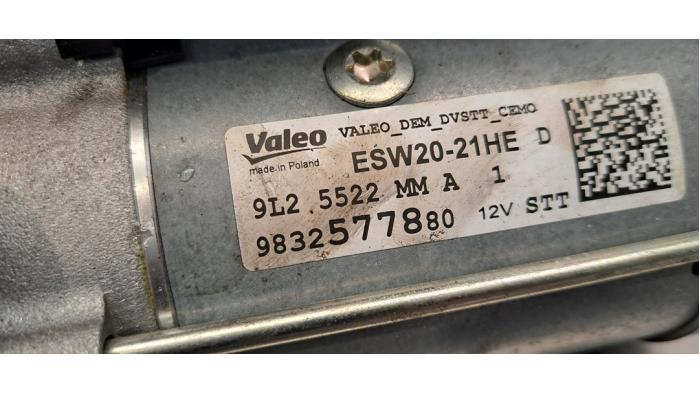 Valeo VALEO_DEM_DVSTT_CEMO
made in Poland ESW20-21HE D
9L2 5522 MM A 1
9832577880 12V STT